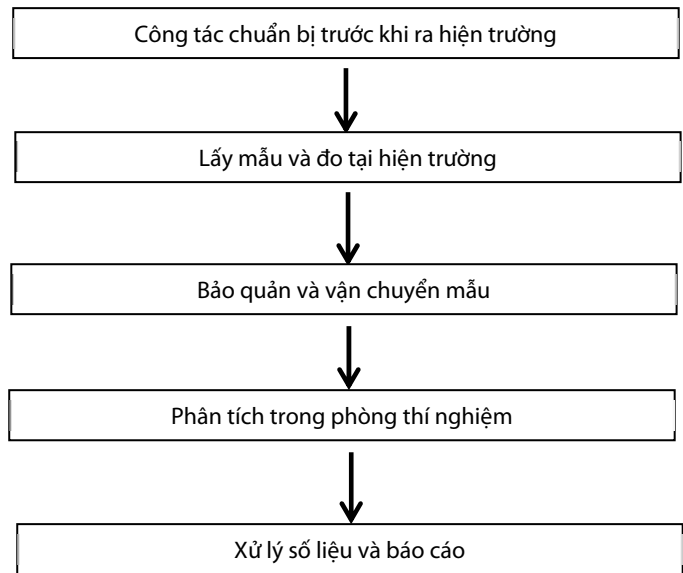 Công tác chuẩn bị trước khi ra hiện trường
Lấy mẫu và đo tại hiện trường
Bảo quản và vận chuyển mẫu
Phân tích trong phòng thí nghiệm
Xử lý số liệu và báo cáo